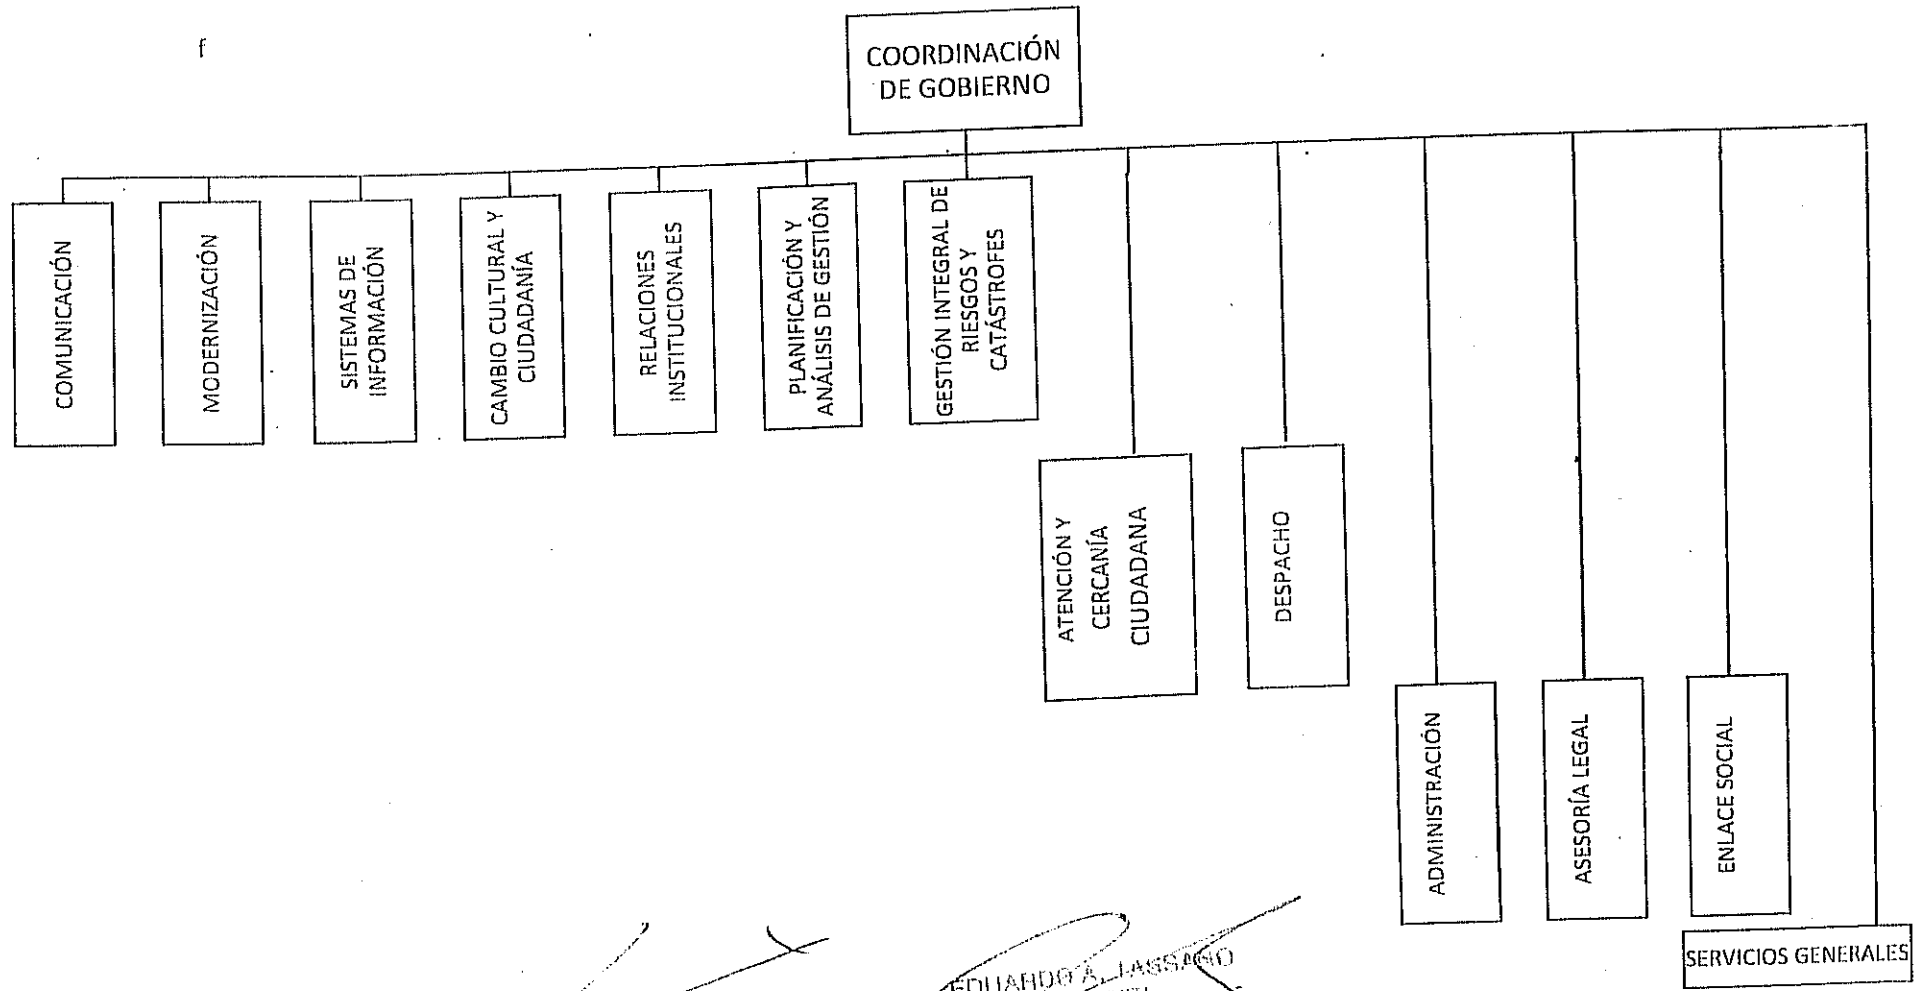 f
COORDINACIÓN
DE GOBIERNO
COMUNICACIÓN
MODERNIZACIÓN
SISTEMAS DE
INFORMACIÓN
CAMBIO CULTURAL Y
CIUDADANÍA
RELACIONES
INSTITUCIONALES
PLANIFICACIÓN Y
ANÁLISIS DE GESTIÓN
GESTIÓN INTEGRAL DE
RIESGOS Y
CATÁSTROFES
ATENCIÓN Y
CERCANÍA
CIUDADANA
DESPACHO
ADMINISTRACIÓN
ASESORÍA LEGAL
ENLACE SOCIAL
SERVICIOS GENERALES
EDUARDO A.